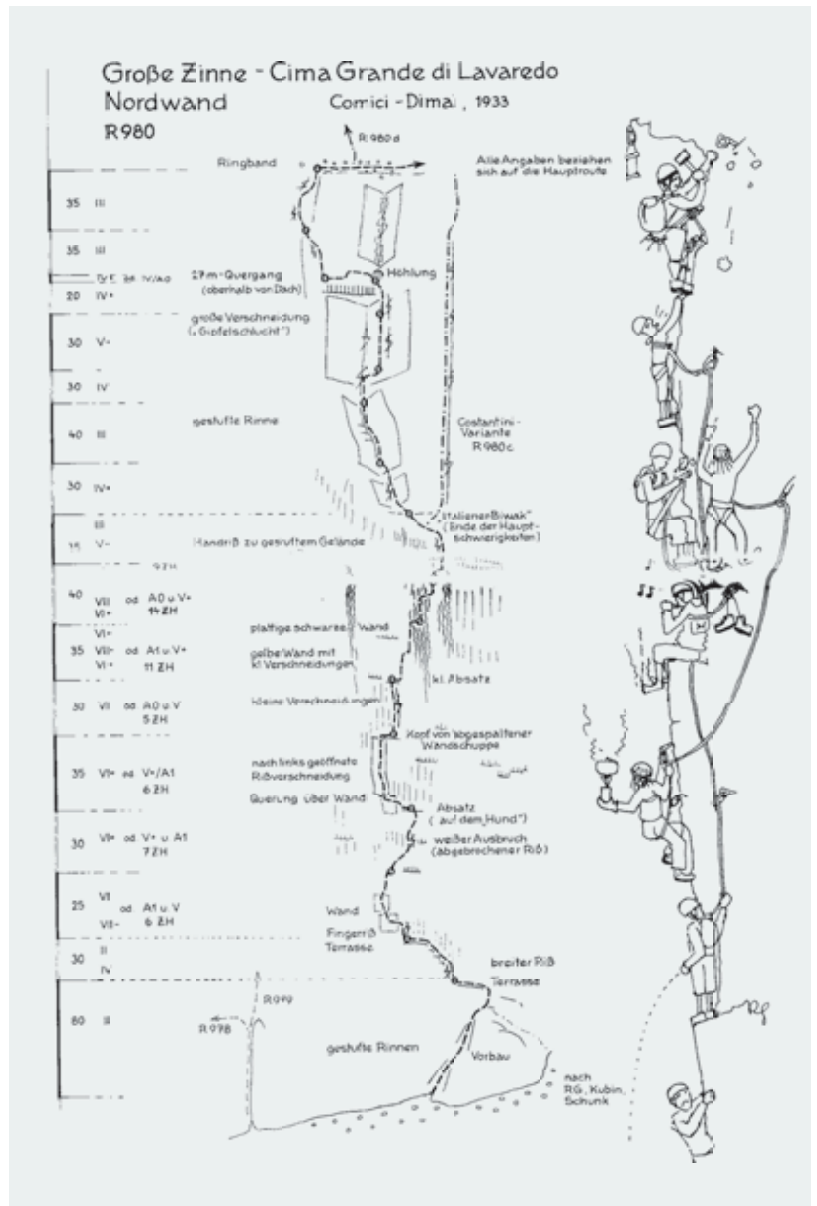 Große Zinne - Cima Grande di Lavaredo
Nordwand Comici - Dimai, 1933
R980
R980d
Ringband
Alle Angaben beziehen
sich auf die Hauptroute
35 III
35 III
17m-Quergang
(oberhalb von Dach)
Höhlung
20 IV+
große Verschneidung
("Gipfelschlucht")
30 V-
30 IV
gestufte Rinne
40 III
Costantini-
Variante
R980c
30 IV+
"Italiener Biwak"
(Ende der Haupt-
schwierigkeiten)
III
V-
Handriß zu gestuftem Gelände
40 VII od A0 u. V+
VI+ 14 ZH
plattige schwarze Wand
VI+
35 VII- od A1 u. V+
VI+ 11 ZH
gelbe Wand mit
kl. Verschneidungen
kl. Absatz
30 VII od A0 u. V
5 ZH
kleine Verschneidungen
Kopf von abgespaltener
Wandschuppe
nach links geöffnete
Rißverschneidung
35 VI+ od V+/A1
6 ZH
Querung über Wand
Absatz
("auf dem Hund")
weißer Ausbruch
(abgebrochener Riß)
30 VI+ od V+ u A1
7 ZH
VI
25 od A1 u. V
VII- 6 ZH
Wand
Fingerriß
Terrasse
30 II
IV
breiter Riß
Terrasse
R979
R978
60 II
gestufte Rinnen
Vorbau
nach
RG, Kubin,
Schunk